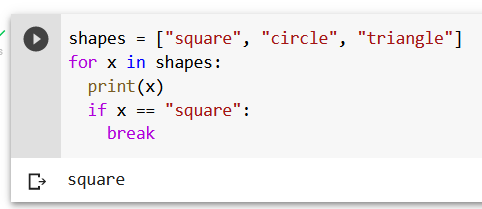 shapes = ["square", "circle", "triangle"]
for x in shapes:
  print(x)
  if x == "square":
    break
square